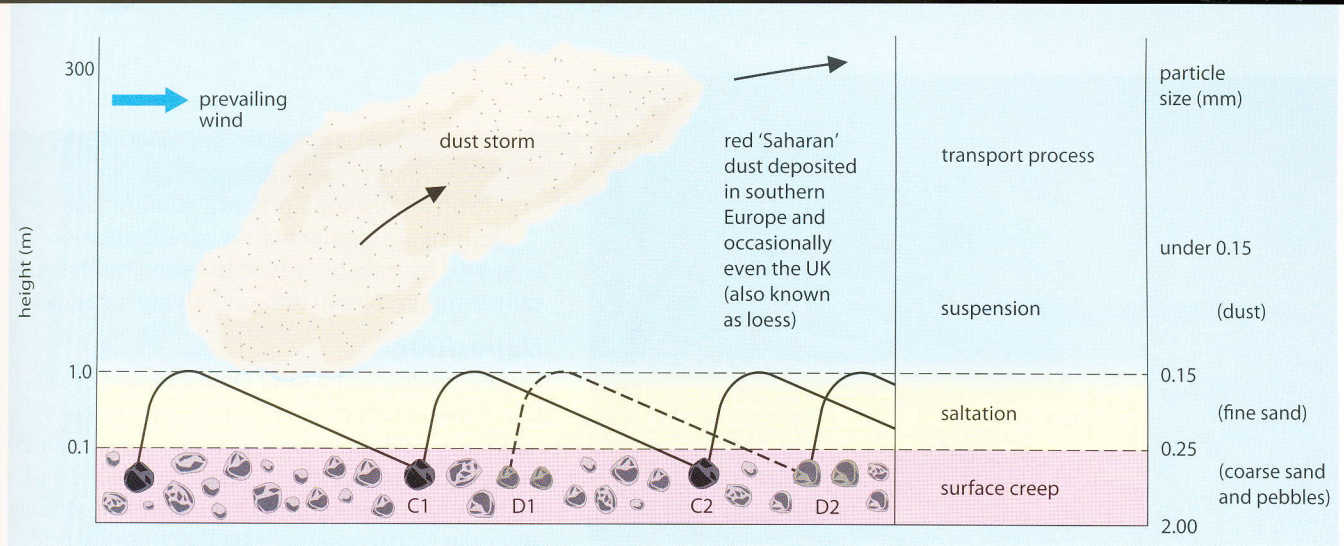 300
prevailing
wind
dust storm
red ‘Saharan’
dust deposited
in southern
Europe and
occasionally
even the UK
(also known
as loess)
transport process
particle
size (mm)
under 0.15
suspension
(dust)
height (m)
1.0
0.15
saltation
(fine sand)
0.1
0.25
surface creep
(coarse sand
and pebbles)
C1
D1
C2
D2
2.00